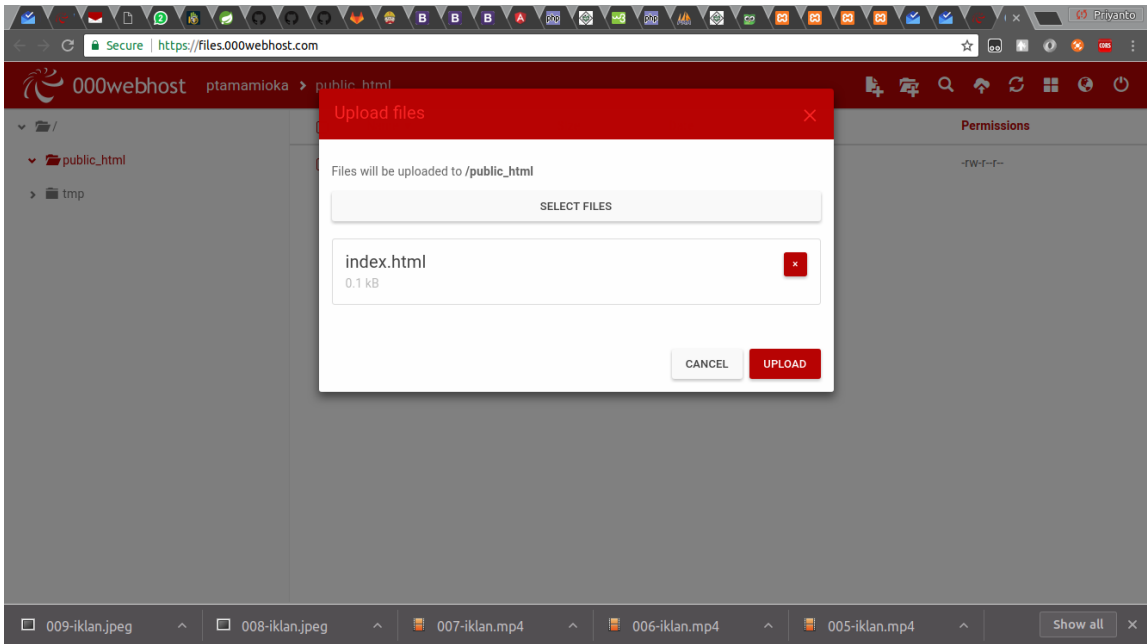 Priyanto
Secure | https://files.000webhost.com
000webhost ptamamioka > public_html
Upload files
/
Permissions
public_html
-rw-r--r--
tmp
Files will be uploaded to /public_html
SELECT FILES
index.html
×
0.1 kB
CANCEL UPLOAD
009-iklan.jpeg 008-iklan.jpeg 007-iklan.mp4 006-iklan.mp4 005-iklan.mp4 Show all